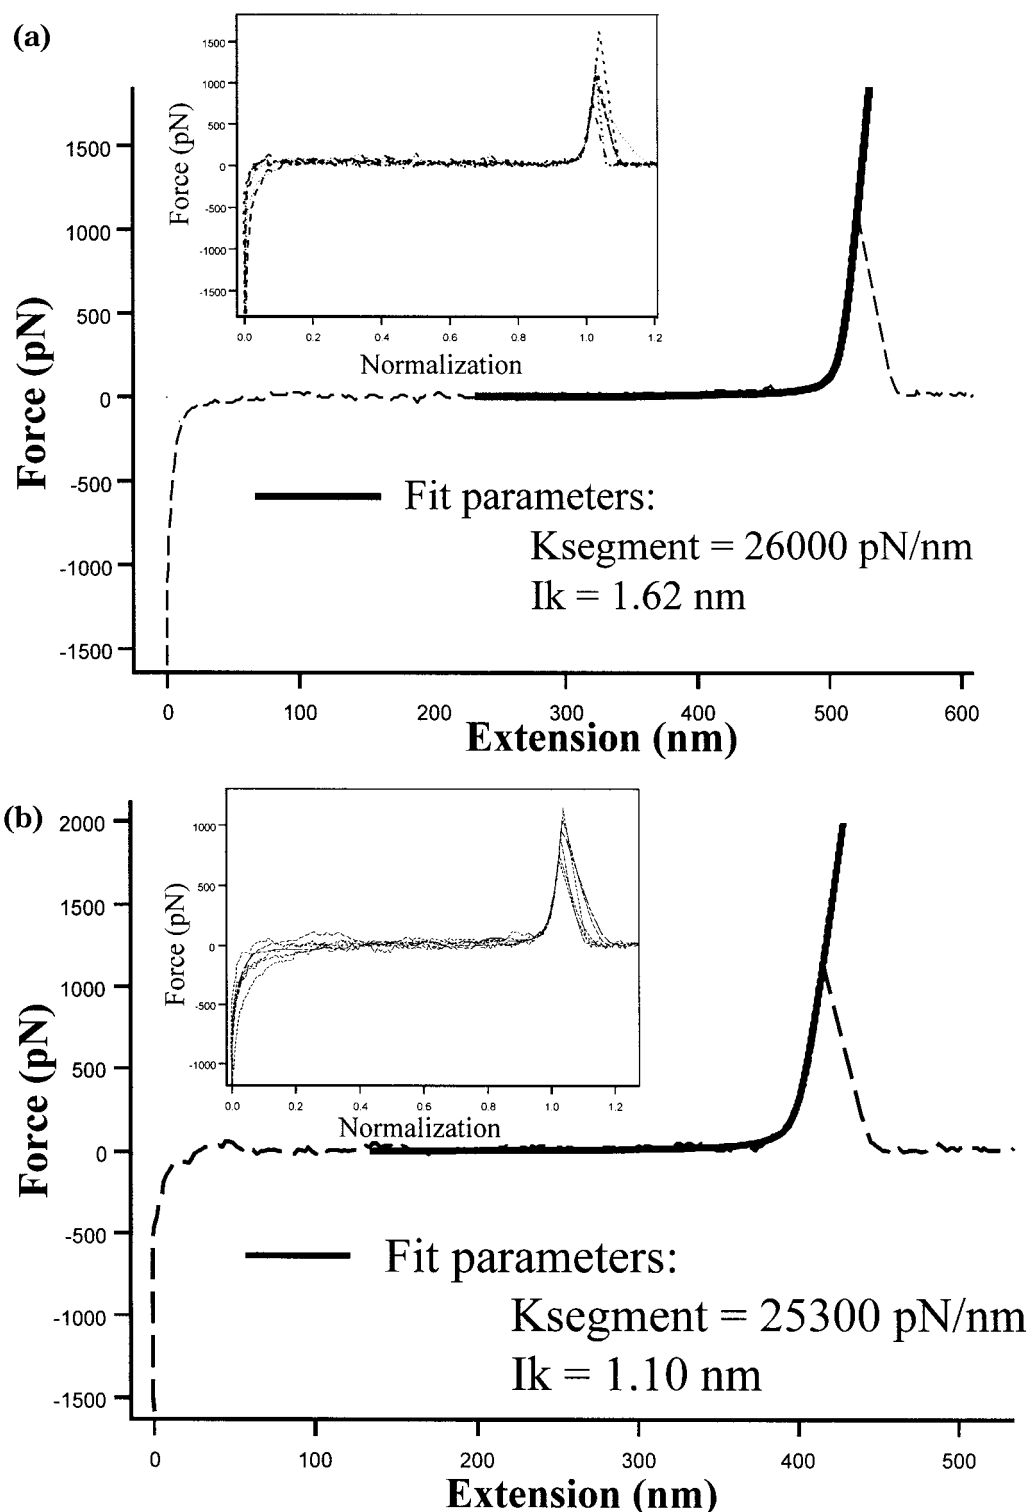 (a)
1500
1000
500
0
-500
-1000
-1500
Force (pN)
0.0 0.2 0.4 0.6 0.8 1.0 1.2
Normalization
1500
1000
500
0
-500
-1000
-1500
Force (pN)
Fit parameters:
Ksegment = 26000 pN/nm
Ik = 1.62 nm
0 100 200 300 400 500 600
Extension (nm)
(b)
1000
500
0
-500
-1000
Force (pN)
0.0 0.2 0.4 0.6 0.8 1.0 1.2
Normalization
2000
1500
1000
500
0
-500
-1000
-1500
Force (pN)
Fit parameters:
Ksegment = 25300 pN/nm
Ik = 1.10 nm
0 100 200 300 400 500
Extension (nm)